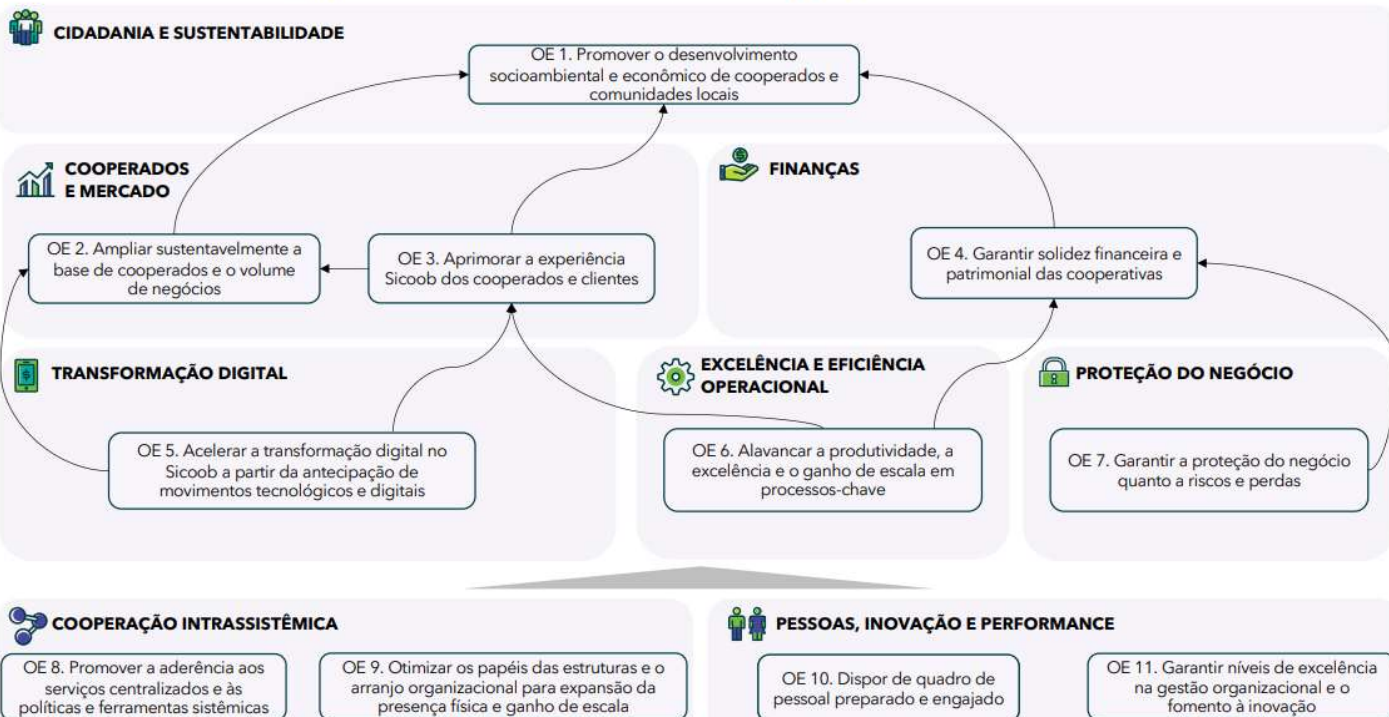 CIDADANIA E SUSTENTABILIDADE
OE 1. Promover o desenvolvimento
socioambiental e econômico de cooperados e
comunidades locais
COOPERADOS
E MERCADO
OE 2. Ampliar sustentavelmente a
base de cooperados e o volume
de negócios
OE 3. Aprimorar a experiência
Sicoob dos cooperados e clientes
FINANÇAS
OE 4. Garantir solidez financeira e
patrimonial das cooperativas
TRANSFORMAÇÃO DIGITAL
OE 5. Acelerar a transformação digital no
Sicoob a partir da antecipação de
movimentos tecnológicos e digitais
EXCELÊNCIA E EFICIÊNCIA
OPERACIONAL
OE 6. Alavancar a produtividade, a
excelência e o ganho de escala em
processos-chave
PROTEÇÃO DO NEGÓCIO
OE 7. Garantir a proteção do negócio
quanto a riscos e perdas
COOPERAÇÃO INTRASSISTÊMICA
OE 8. Promover a aderência aos
serviços centralizados e às
políticas e ferramentas sistêmicas
OE 9. Otimizar os papéis das estruturas e o
arranjo organizacional para expansão da
presença física e ganho de escala
PESSOAS, INOVAÇÃO E PERFORMANCE
OE 10. Dispor de quadro de
pessoal preparado e engajado
OE 11. Garantir níveis de excelência
na gestão organizacional e o
fomento à inovação